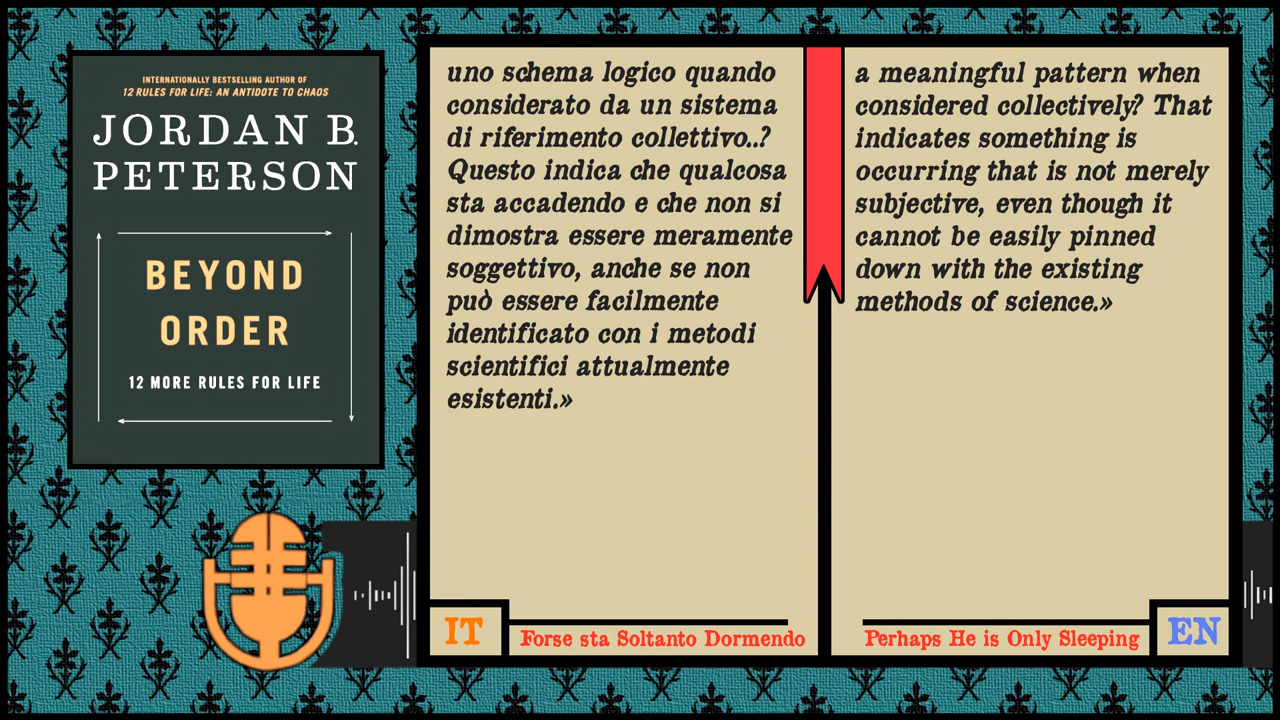 INTERNATIONALLY BESTSELLING AUTHOR OF
12 RULES FOR LIFE: AN ANTIDOTE TO CHAOS
JORDAN B.
PETERSON
BEYOND
ORDER
12 MORE RULES FOR LIFE
uno schema logico quando
considerato da un sistema
di riferimento collettivo..?
Questo indica che qualcosa
sta accadendo e che non si
dimostra essere meramente
soggettivo, anche se non
può essere facilmente
identificato con i metodi
scientifici attualmente
esistenti.»
IT
Forse sta Soltanto Dormendo
a meaningful pattern when
considered collectively? That
indicates something is
occurring that is not merely
subjective, even though it
cannot be easily pinned
down with the existing
methods of science.»
Perhaps He is Only Sleeping
EN